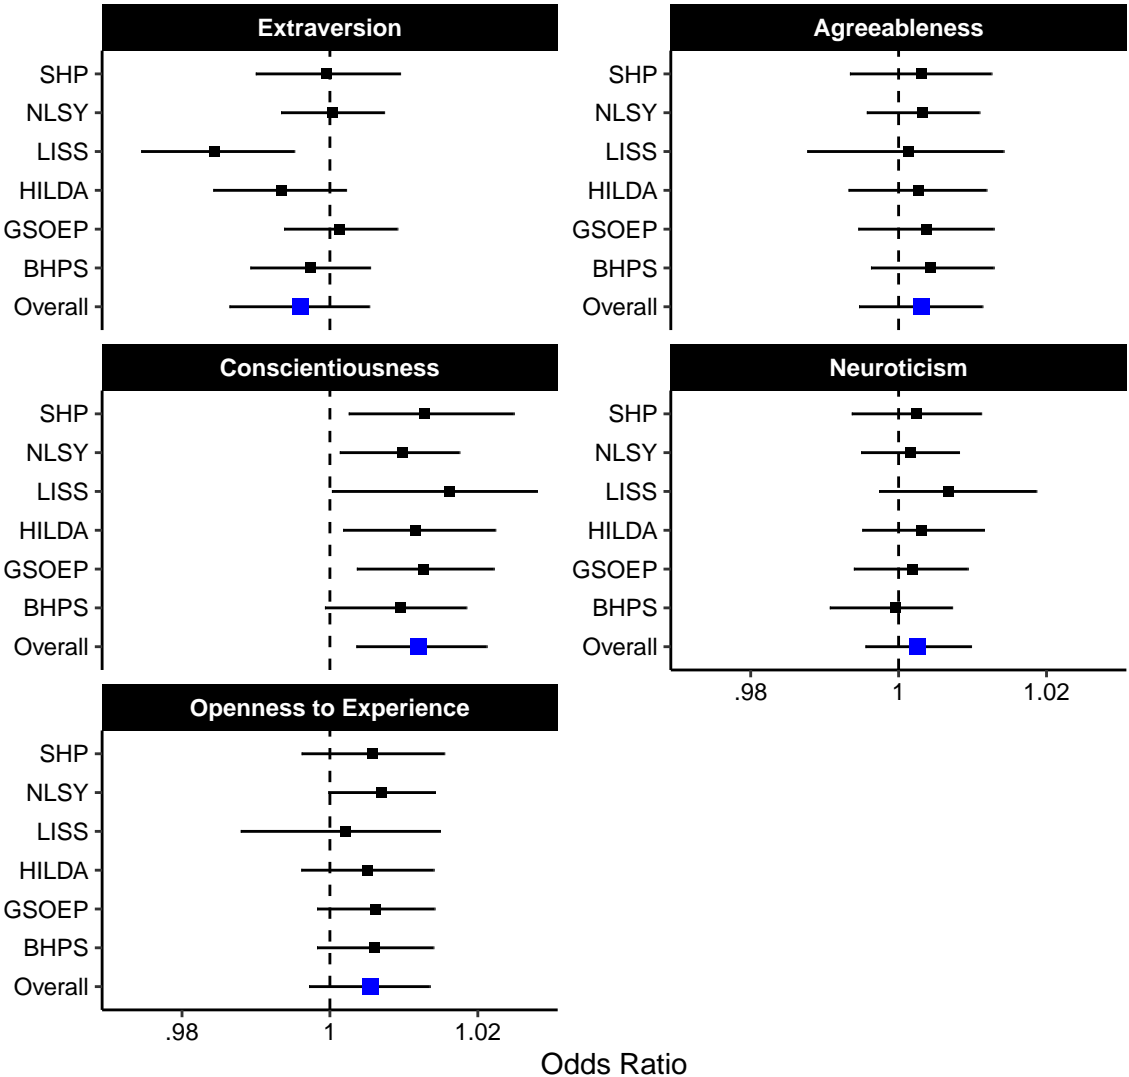 Extraversion
SHP
NLSY
LISS
HILDA
GSOEP
BHPS
Overall
Agreeableness
SHP
NLSY
LISS
HILDA
GSOEP
BHPS
Overall
Conscientiousness
SHP
NLSY
LISS
HILDA
GSOEP
BHPS
Overall
Neuroticism
SHP
NLSY
LISS
HILDA
GSOEP
BHPS
Overall
.98 1 1.02
Openness to Experience
SHP
NLSY
LISS
HILDA
GSOEP
BHPS
Overall
.98 1 1.02
Odds Ratio